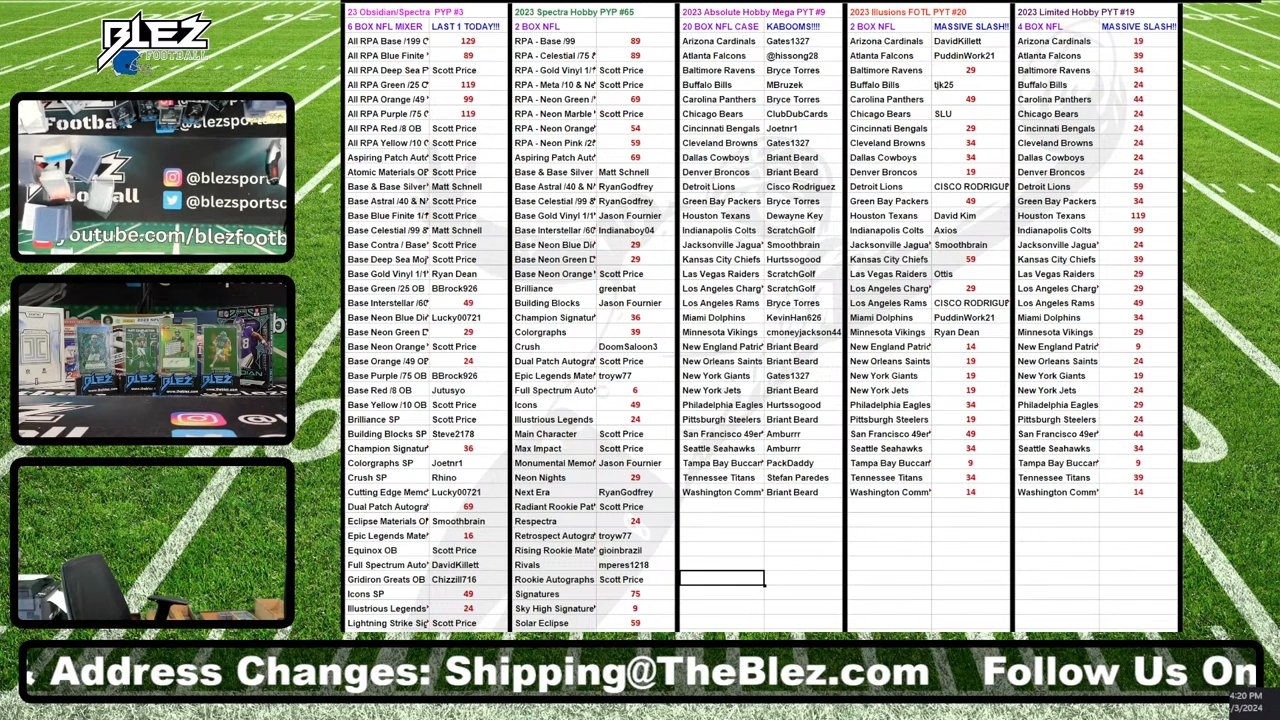 BLEZ
FOOTBALL
Football
@blezsports
@blezsport
@blezsportsc
youtube.com/blezfootb
23 Obsidian/Spectra PYP #3
6 BOX NFL MIXER LAST 1 TODAY!!!
All RPA Base /199 129
All RPA Blue Finite 89
All RPA Deep Sea Scott Price
All RPA Green /25 119
All RPA Orange /49 99
All RPA Purple /75 119
All RPA Red /8 OB Scott Price
All RPA Yellow /10 Scott Price
Aspiring Patch Aut Scott Price
Atomic Materials OB Scott Price
Base & Base Silver Matt Schnell
Base Astral /40 & N Matt Schnell
Base Blue Finite 1/ Scott Price
Base Celestial /99 8 Matt Schnell
Base Contra / Base Scott Price
Base Deep Sea Moj Scott Price
Base Gold Vinyl 1/1 Ryan Dean
Base Green /25 OB BBrock926
Base Interstellar /60 49
Base Neon Blue Di Lucky00721
Base Neon Green D 29
Base Neon Orange Scott Price
Base Orange /49 OB 24
Base Purple /75 OB BBrock926
Base Red /8 OB Jutusyo
Base Yellow /10 OB Scott Price
Brilliance SP Scott Price
Building Blocks SP Steve2178
Champion Signatur 36
Colorgraphs SP Joetnr1
Crush SP Rhino
Cutting Edge Memo Lucky00721
Dual Patch Autogra 69
Eclipse Materials O Smoothbrain
Epic Legends Mate 16
Equinox OB Scott Price
Full Spectrum Auto DavidKillett
Gridiron Greats OB Chizzill716
Icons SP 49
Illustrious Legends 24
Lightning Strike Sig Scott Price
2023 Spectra Hobby PYP #65
2 BOX NFL
RPA - Base /99 89
RPA - Celestial /75 89
RPA - Gold Vinyl 1/ Scott Price
RPA - Meta /10 & Ne Scott Price
RPA - Neon Green / 69
RPA - Neon Marble Scott Price
RPA - Neon Orange 54
RPA - Neon Pink /2 59
Aspiring Patch Aut 69
Base & Base Silver Matt Schnell
Base Astral /40 & N RyanGodfrey
Base Celestial /99 8 RyanGodfrey
Base Gold Vinyl 1/1 Jason Fournier
Base Interstellar /60 Indianaboy04
Base Neon Blue Di 29
Base Neon Green D 29
Base Neon Orange Scott Price
Brilliance greenbat
Building Blocks Jason Fournier
Champion Signatur 36
Colorgraphs 39
Crush DoomSaloon3
Dual Patch Autogra Scott Price
Epic Legends Mate troyw77
Full Spectrum Auto 6
Icons 49
Illustrious Legends 24
Main Character Scott Price
Max Impact Scott Price
Monumental Memo Jason Fournier
Neon Nights 29
Next Era RyanGodfrey
Radiant Rookie Pat Scott Price
Respectra 24
Retrospect Autogra troyw77
Rising Rookie Mate gioinbrazil
Rivals mperes1218
Rookie Autographs Scott Price
Signatures 75
Sky High Signature 9
Solar Eclipse 59
2023 Absolute Hobby Mega PYT #9
20 BOX NFL CASE KABOOMS!!!!
Arizona Cardinals Gates1327
Atlanta Falcons @hissong28
Baltimore Ravens Bryce Torres
Buffalo Bills MBruzek
Carolina Panthers Bryce Torres
Chicago Bears ClubDubCards
Cincinnati Bengals Joetnr1
Cleveland Browns Gates1327
Dallas Cowboys Briant Beard
Denver Broncos Briant Beard
Detroit Lions Cisco Rodriguez
Green Bay Packers Bryce Torres
Houston Texans Dewayne Key
Indianapolis Colts ScratchGolf
Jacksonville Jagua Smoothbrain
Kansas City Chiefs Hurtssogood
Las Vegas Raiders ScratchGolf
Los Angeles Charg ScratchGolf
Los Angeles Rams Bryce Torres
Miami Dolphins KevinHan626
Minnesota Vikings cmoneyjackson44
New England Patric Briant Beard
New Orleans Saints Briant Beard
New York Giants Gates1327
New York Jets Briant Beard
Philadelphia Eagles Hurtssogood
Pittsburgh Steelers Briant Beard
San Francisco 49er Amburrr
Seattle Seahawks Amburrr
Tampa Bay Buccan PackDaddy
Tennessee Titans Stefan Paredes
Washington Comm Briant Beard
2023 Illusions FOTL PYT #20
2 BOX NFL MASSIVE SLASH!!
Arizona Cardinals DavidKillett
Atlanta Falcons PuddinWork21
Baltimore Ravens 29
Buffalo Bills tjk25
Carolina Panthers 49
Chicago Bears SLU
Cincinnati Bengals 29
Cleveland Browns 34
Dallas Cowboys 34
Denver Broncos 19
Detroit Lions CISCO RODRIGU
Green Bay Packers 49
Houston Texans David Kim
Indianapolis Colts Axios
Jacksonville Jagua Smoothbrain
Kansas City Chiefs 59
Las Vegas Raiders Ottis
Los Angeles Charg 29
Los Angeles Rams CISCO RODRIGU
Miami Dolphins PuddinWork21
Minnesota Vikings Ryan Dean
New England Patric 14
New Orleans Saints 19
New York Giants 19
New York Jets 19
Philadelphia Eagles 34
Pittsburgh Steelers 19
San Francisco 49er 49
Seattle Seahawks 34
Tampa Bay Buccan 9
Tennessee Titans 34
Washington Comm 14
2023 Limited Hobby PYT #19
4 BOX NFL MASSIVE SLASH!!
Arizona Cardinals 19
Atlanta Falcons 39
Baltimore Ravens 34
Buffalo Bills 24
Carolina Panthers 44
Chicago Bears 24
Cincinnati Bengals 24
Cleveland Browns 24
Dallas Cowboys 24
Denver Broncos 24
Detroit Lions 59
Green Bay Packers 34
Houston Texans 119
Indianapolis Colts 99
Jacksonville Jagua 24
Kansas City Chiefs 39
Las Vegas Raiders 29
Los Angeles Charg 29
Los Angeles Rams 49
Miami Dolphins 34
Minnesota Vikings 29
New England Patric 9
New Orleans Saints 24
New York Giants 19
New York Jets 24
Philadelphia Eagles 29
Pittsburgh Steelers 24
San Francisco 49er 44
Seattle Seahawks 34
Tampa Bay Buccan 9
Tennessee Titans 39
Washington Comm 14
Address Changes: Shipping@TheBlez.com Follow Us On
4:20 PM
/3/2024